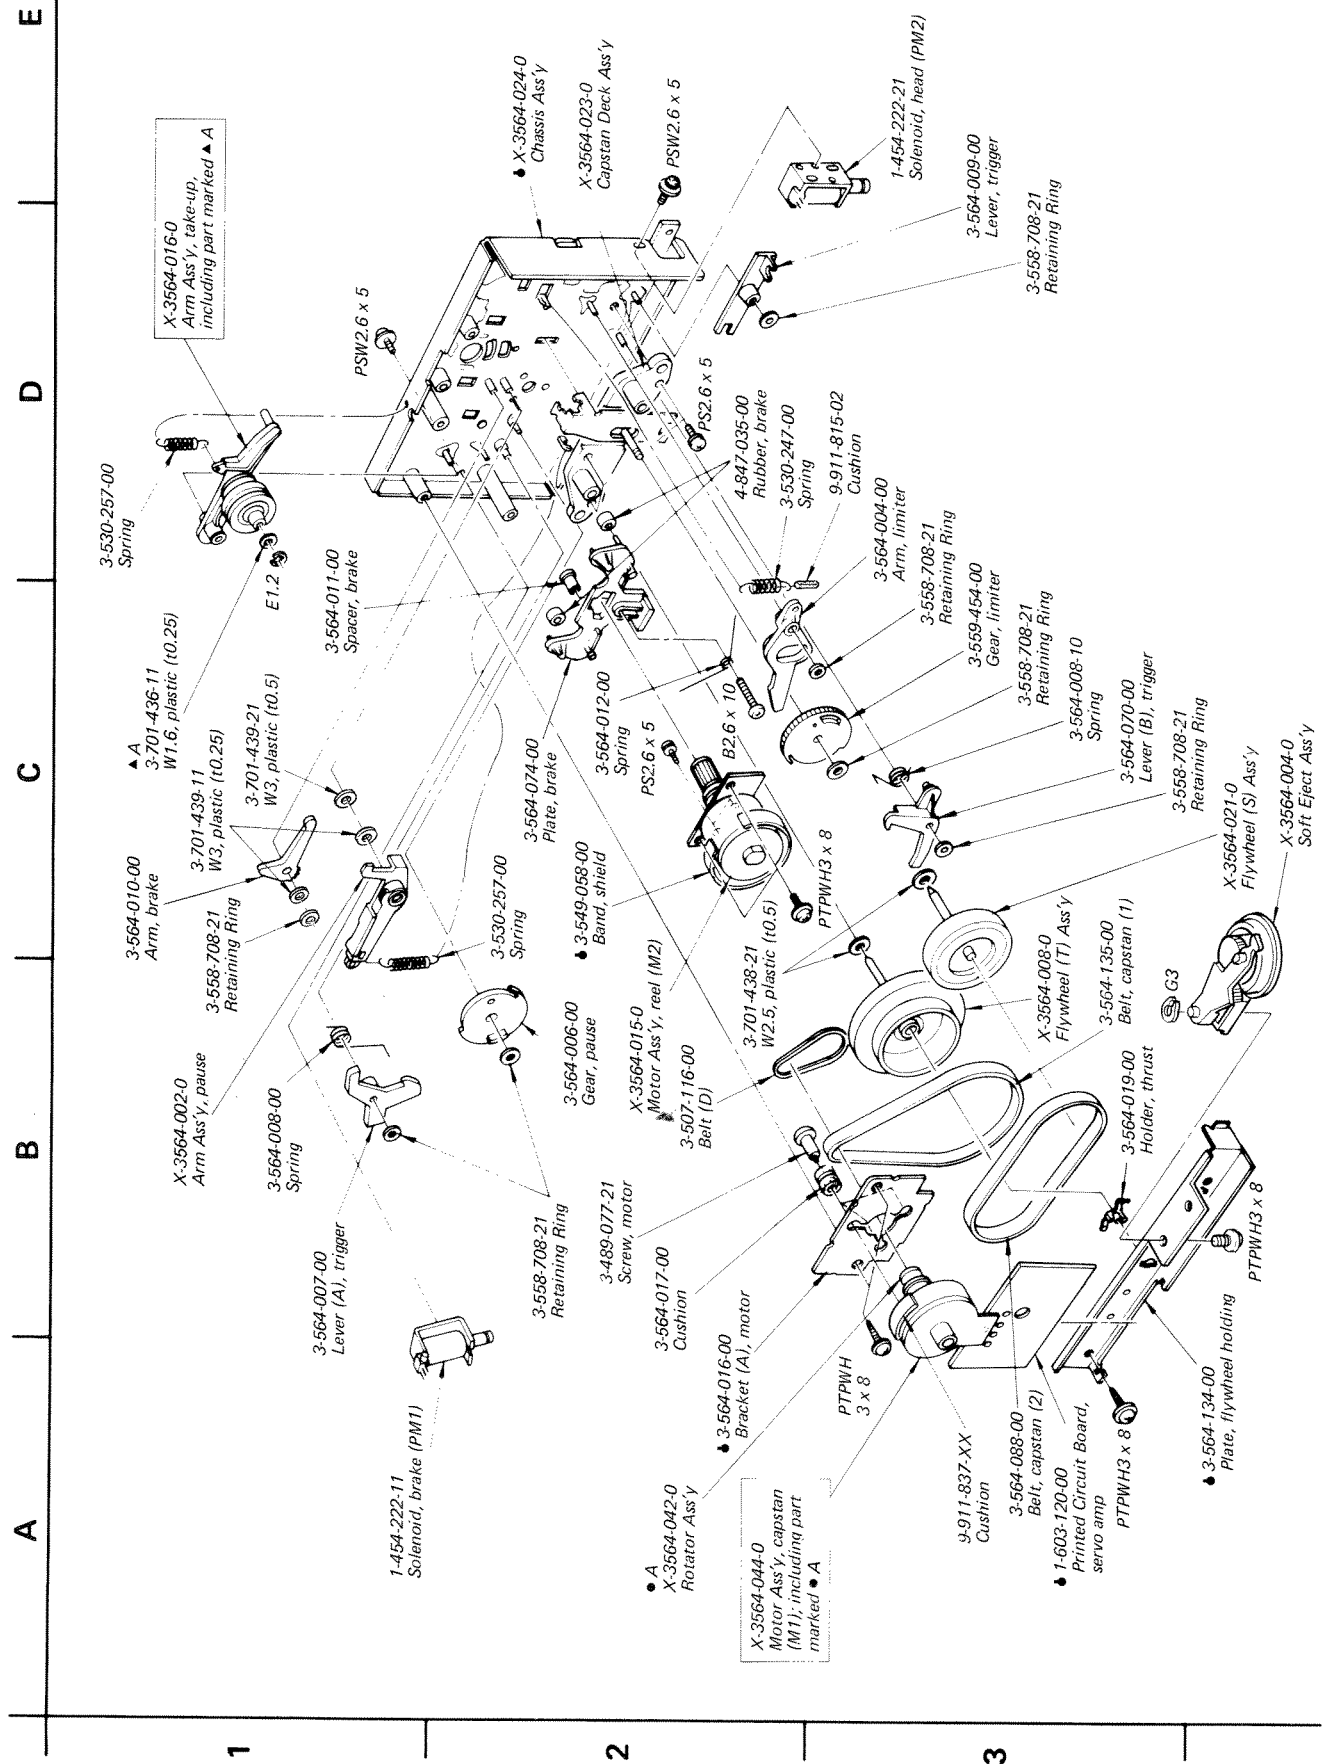 A
B
C
D
E
1
2
3
X-3564-016-0
Arm Ass'y, take-up,
including part marked ▲ A
3-530-257-00
Spring
PSW2.6 x 5
X-3564-024-0
Chassis Ass'y
X-3564-023-0
Capstan Deck Ass'y
PSW2.6 x 5
1-454-222-21
Solenoid, head (PM2)
3-564-009-00
Lever, trigger
3-558-708-21
Retaining Ring
▲ A
3-701-436-11
W1.6, plastic (t0.25)
E1.2
3-701-439-11
W3, plastic (t0.25)
3-701-439-21
W3, plastic (t0.5)
3-564-010-00
Arm, brake
3-558-708-21
Retaining Ring
3-564-011-00
Spacer, brake
3-564-074-00
Plate, brake
3-564-012-00
Spring
PS2.6 x 5
B2.6 x 10
PS2.6 x 5
4-847-035-00
Rubber, brake
3-530-247-00
Spring
9-911-815-02
Cushion
3-564-004-00
Arm, limiter
3-558-708-21
Retaining Ring
3-559-454-00
Gear, limiter
3-558-708-21
Retaining Ring
3-564-008-10
Spring
3-564-070-00
Lever (B), trigger
3-558-708-21
Retaining Ring
X-3564-021-0
Flywheel (S) Ass'y
X-3564-004-0
Soft Eject Ass'y
X-3564-002-0
Arm Ass'y, pause
3-564-008-00
Spring
3-564-007-00
Lever (A), trigger
1-454-222-11
Solenoid, brake (PM1)
3-530-257-00
Spring
3-564-006-00
Gear, pause
3-558-708-21
Retaining Ring
3-549-058-00
Band, shield
X-3564-015-0
Motor Ass'y, reel (M2)
PTPWH3 x 8
3-701-438-21
W2.5, plastic (t0.5)
3-507-116-00
Belt (D)
X-3564-008-0
Flywheel (T) Ass'y
3-564-135-00
Belt, capstan (1)
G3
3-564-019-00
Holder, thrust
PTPWH3 x 8
3-489-077-21
Screw, motor
3-564-017-00
Cushion
3-564-016-00
Bracket (A), motor
PTPWH
3 x 8
● A
X-3564-042-0
Rotator Ass'y
X-3564-044-0
Motor Ass'y, capstan
(M1); including part
marked ● A
9-911-837-XX
Cushion
3-564-088-00
Belt, capstan (2)
1-603-120-00
Printed Circuit Board,
servo amp
PTPWH3 x 8
3-564-134-00
Plate, flywheel holding